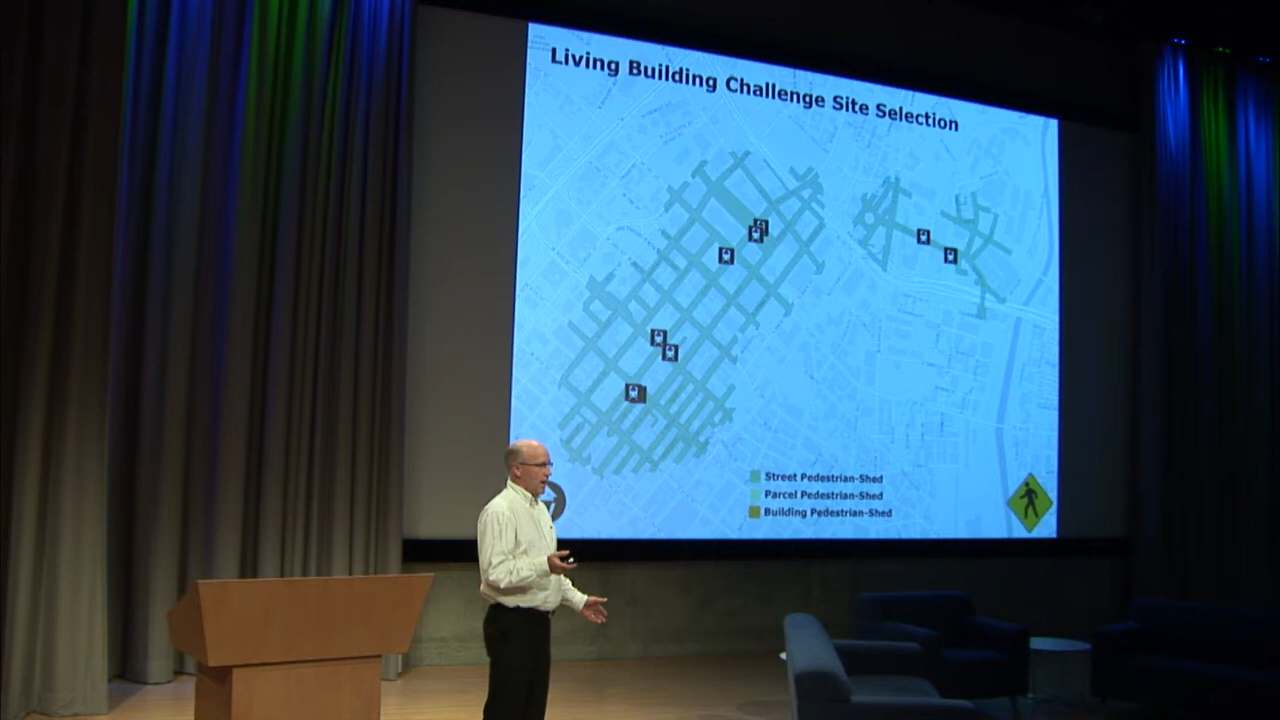 Living Building Challenge Site Selection
Street Pedestrian-Shed
Parcel Pedestrian-Shed
Building Pedestrian-Shed